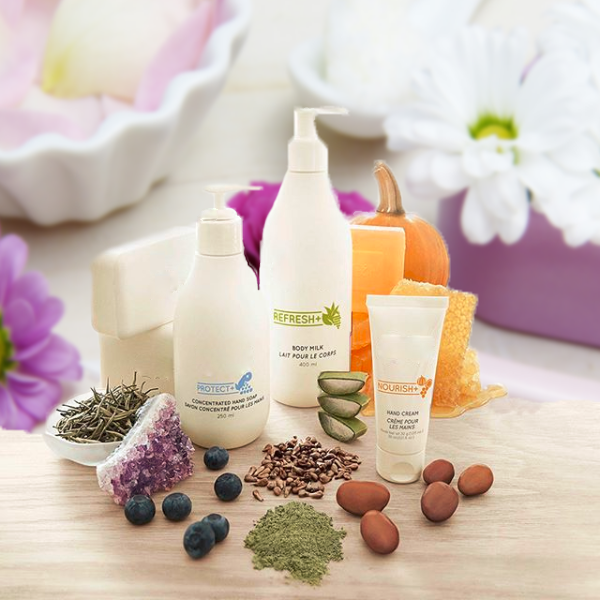 REFRESH+
BODY MILK
LAIT POUR LE CORPS
400 ml
PROTECT+
CONCENTRATED HAND SOAP
SAVON CONCENTRÉ POUR LES MAINS
250 ml
NOURISH+
HAND CREAM
CRÈME POUR
LES MAINS